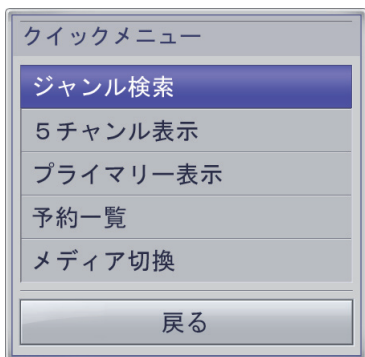 クイックメニュー
ジャンル検索
５チャンル表示
プライマリー表示
予約一覧
メディア切換
戻る